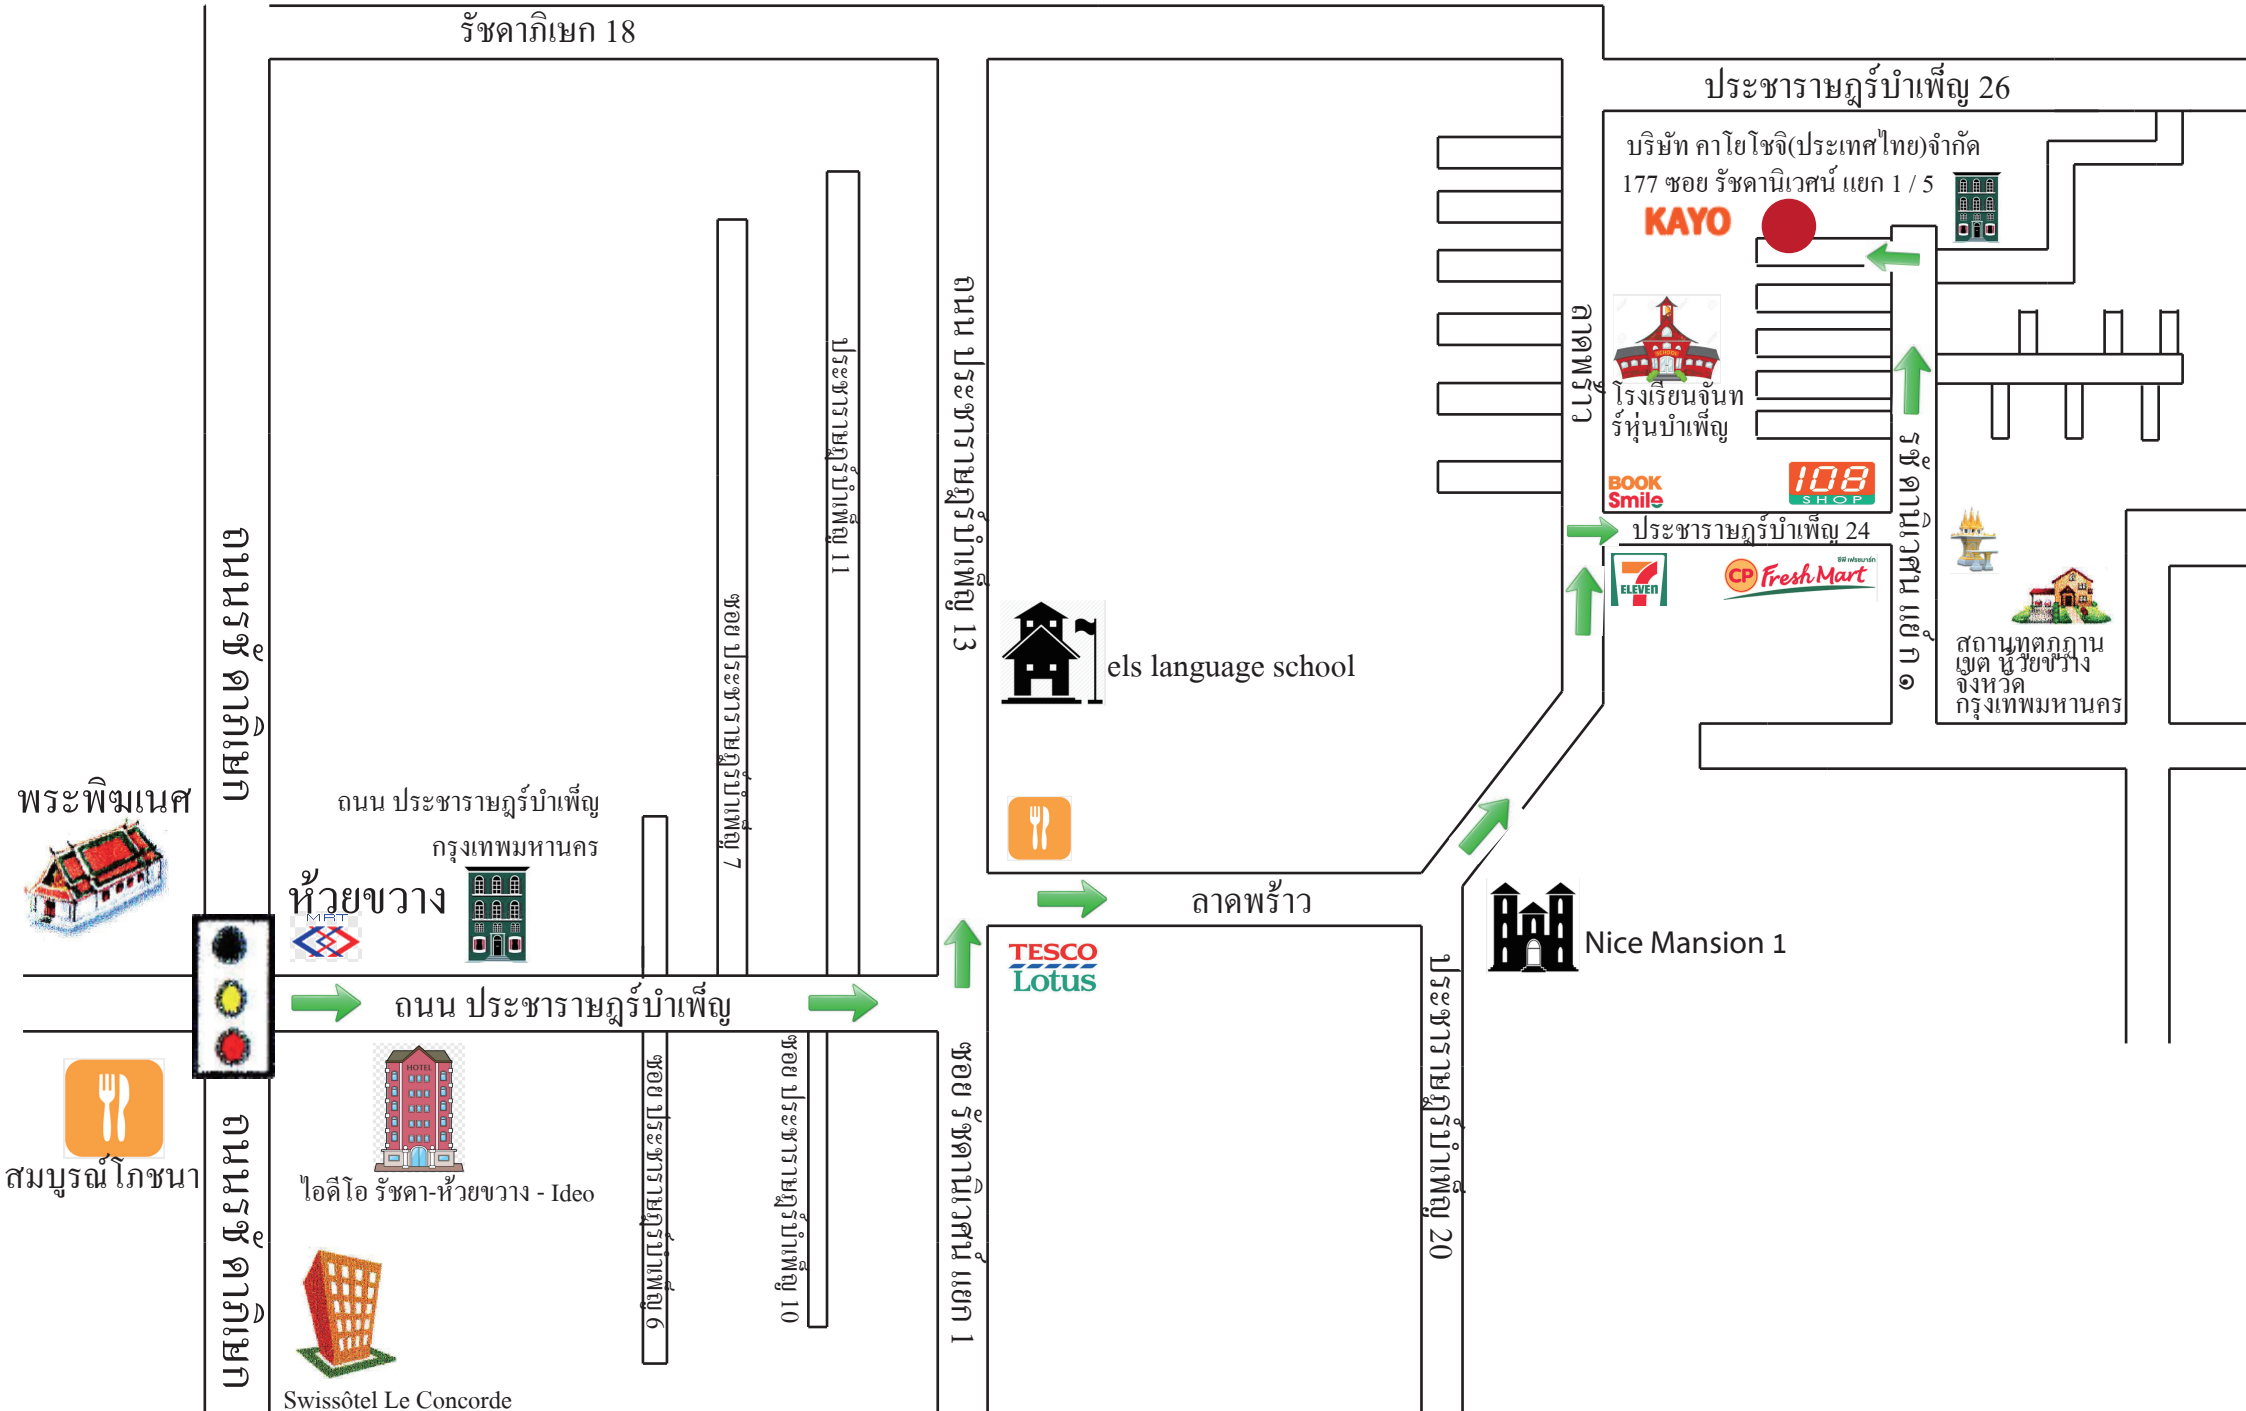 รัชดาภิเษก 18
ประชาราษฎร์บำเพ็ญ 26
บริษัท คาโยโชจิ(ประเทศไทย)จำกัด
177 ซอย รัชดานิเวศน์ แยก 1 / 5
KAYO
ถนน ประชาราษฎร์บำเพ็ญ 13
ประชาราษฎร์บำเพ็ญ 11
ซอย ประชาราษฎร์บำเพ็ญ 7
ลาดพร้าว
SCHOOL
โรงเรียนจันท
ร์หุ่นบำเพ็ญ
BOOK
Smile
108
SHOP
ประชาราษฎร์บำเพ็ญ 24
รัชดานิเวศน แย์ก ๑
7
ELEVEN
ซีพี เฟรชมาร์ท
CP Fresh Mart
สถานทูตภูฏาน
เขต ห้วยขวาง
จังหวัด
กรุงเทพมหานคร
els language school
ถนนรัชดาภิเษก
พระพิฆเนศ
ถนน ประชาราษฎร์บำเพ็ญ
กรุงเทพมหานคร
ห้วยขวาง
MRT
ลาดพร้าว
TESCO
Lotus
Nice Mansion 1
ถนน ประชาราษฎร์บำเพ็ญ
สมบูรณ์โภชนา
HOTEL
ไอดีโอ รัชดา-ห้วยขวาง - Ideo
ถนนรัชดาภิเษก
ซอย ประชาราษฎร์บำเพ็ญ 6
ซอย ประชาราษฎร์บำเพ็ญ 10
ซอย รัชดานิเวศน์ แยก 1
ประชาราษฎร์บำเพ็ญ 20
Swissôtel Le Concorde